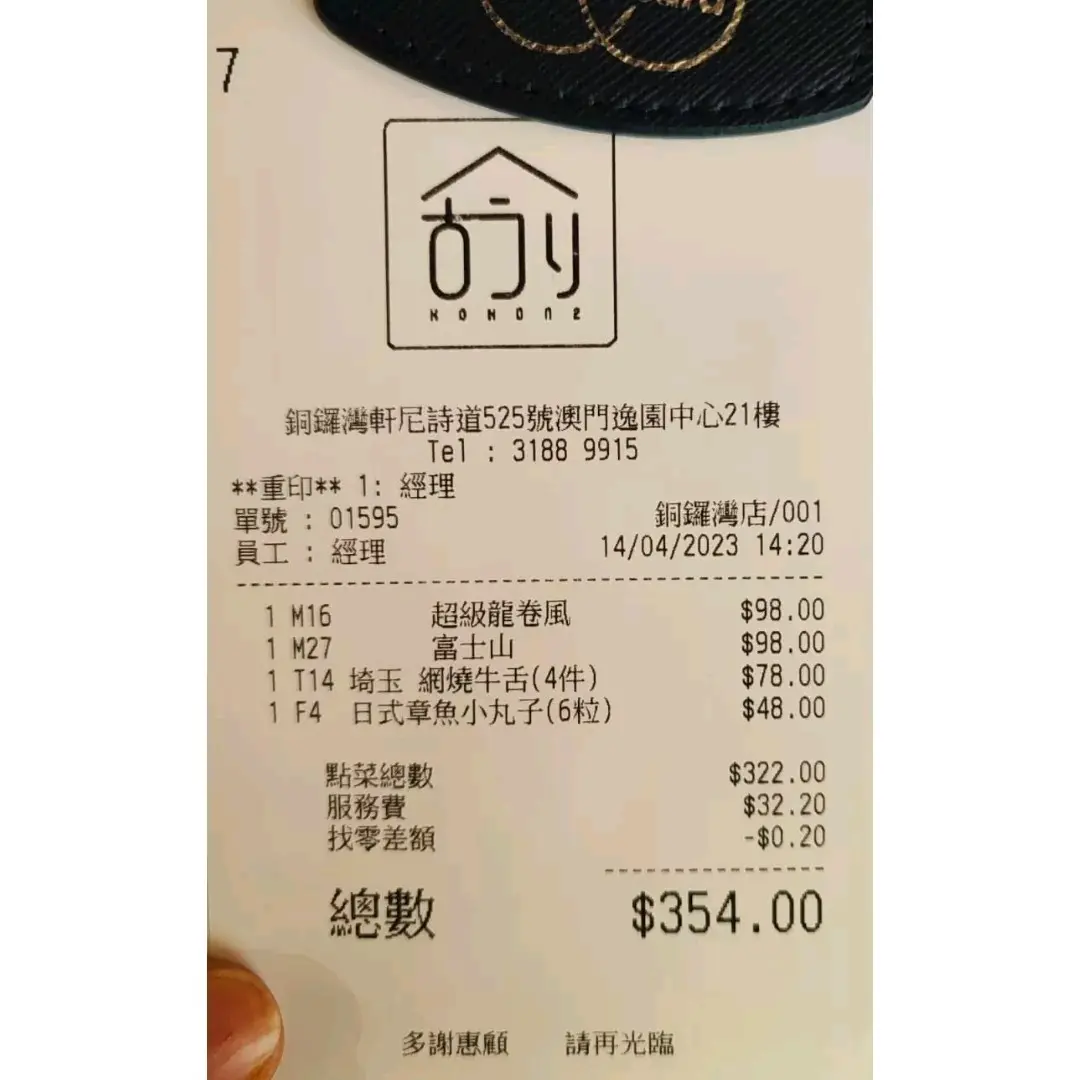 7
KOKON2
銅鑼灣軒尼詩道525號澳門逸園中心21樓
Tel : 3188 9915
**重印** 1: 經理
單號 : 01595 銅鑼灣店/001
員工 : 經理 14/04/2023 14:20
1 M16 超級龍卷風 $98.00
1 M27 富士山 $98.00
1 T14 埼玉 網燒牛舌(4件) $78.00
1 F4 日式章魚小丸子(6粒) $48.00
點菜總數 $322.00
服務費 $32.20
找零差額 -$0.20
總數 $354.00
多謝惠顧 請再光臨